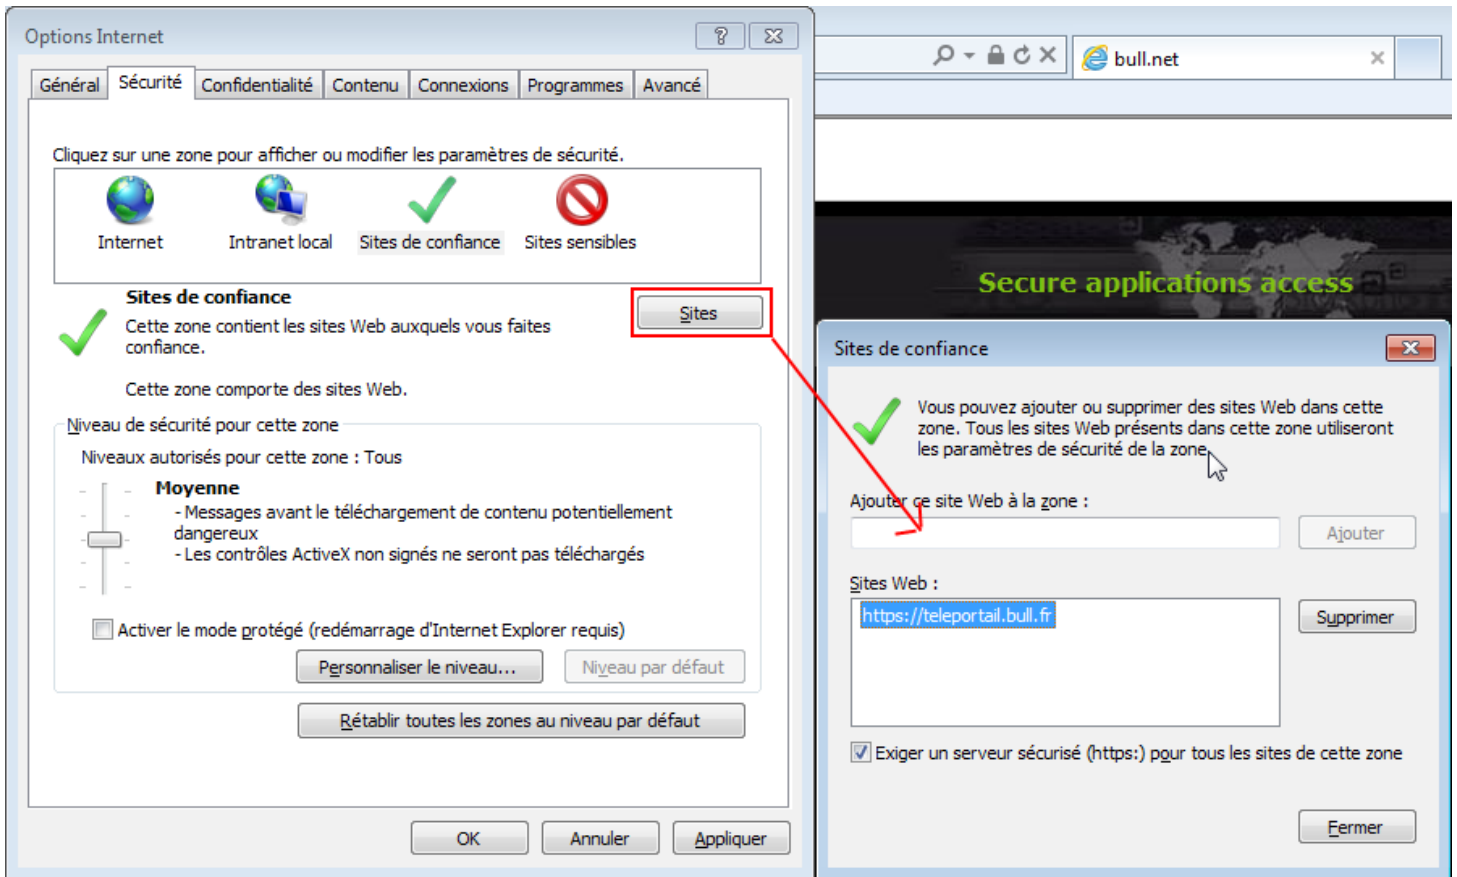 Options Internet
Général Sécurité Confidentialité Contenu Connexions Programmes Avancé
Cliquez sur une zone pour afficher ou modifier les paramètres de sécurité.
Internet Intranet local Sites de confiance Sites sensibles
Sites de confiance
Sites
Cette zone contient les sites Web auxquels vous faites
confiance.
Cette zone comporte des sites Web.
Niveau de sécurité pour cette zone
Niveaux autorisés pour cette zone : Tous
Moyenne
- Messages avant le téléchargement de contenu potentiellement
dangereux
- Les contrôles ActiveX non signés ne seront pas téléchargés
Activer le mode protégé (redémarrage d'Internet Explorer requis)
Personnaliser le niveau...
Niveau par défaut
Rétablir toutes les zones au niveau par défaut
OK
Annuler
Appliquer
bull.net
Secure applications access
Sites de confiance
Vous pouvez ajouter ou supprimer des sites Web dans cette
zone. Tous les sites Web présents dans cette zone utiliseront
les paramètres de sécurité de la zone.
Ajouter ce site Web à la zone :
Ajouter
Sites Web :
https://teleportail.bull.fr
Supprimer
Exiger un serveur sécurisé (https:) pour tous les sites de cette zone
Fermer